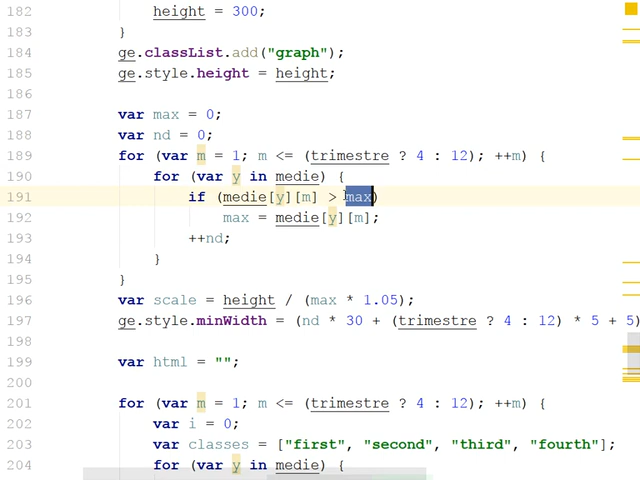 182 height = 300;
183 }
184 ge.classList.add("graph");
185 ge.style.height = height;
186
187 var max = 0;
188 var nd = 0;
189 for (var m = 1; m <= (trimestre ? 4 : 12); ++m) {
190 for (var y in medie) {
191 if (medie[y][m] > max)
192 max = medie[y][m];
193 ++nd;
194 }
195 }
196 var scale = height / (max * 1.05);
197 ge.style.minWidth = (nd * 30 + (trimestre ? 4 : 12) * 5 + 5)
198
199 var html = "";
200
201 for (var m = 1; m <= (trimestre ? 4 : 12); ++m) {
202 var i = 0;
203 var classes = ["first", "second", "third", "fourth"];
204 for (var y in medie) {